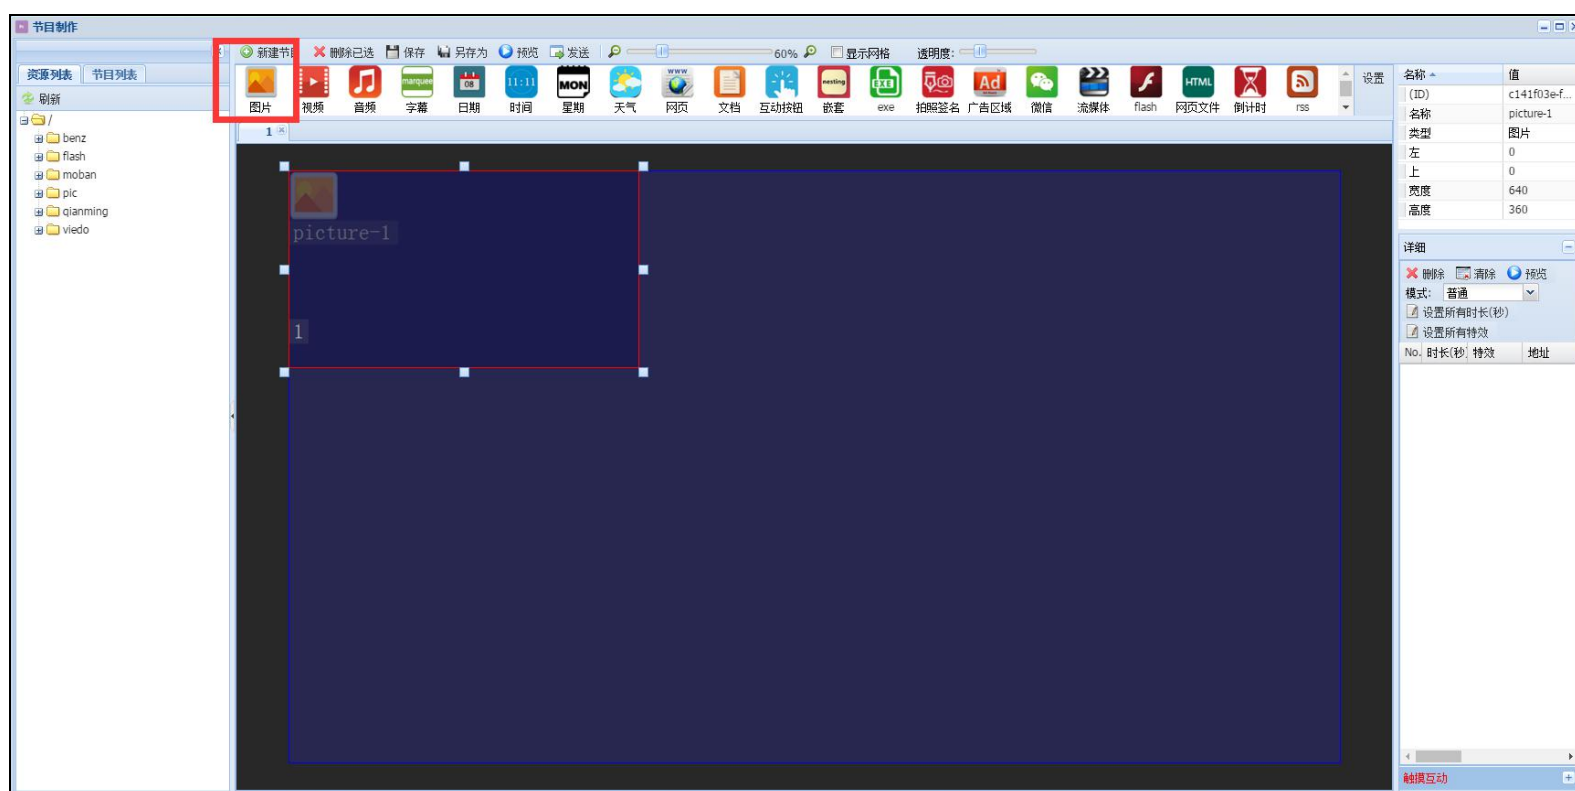 节目制作
新建节目 删除已选 保存 另存为 预览 发送 60% 显示网格 透明度:
资源列表 节目列表
刷新
/
benz
flash
moban
pic
qianming
viedo
marquee 08 11:11 MON WWW nesting EXE Ad HTML
图片 视频 音频 字幕 日期 时间 星期 天气 网页 文档 互动按钮 嵌套 exe 拍照签名 广告区域 微信 流媒体 flash 网页文件 倒计时 rss
设置
1
picture-1
1
名称 值
(ID) c141f03e-f...
名称 picture-1
类型 图片
左 0
上 0
宽度 640
高度 360
详细
删除 清除 预览
模式: 普通
设置所有时长(秒)
设置所有特效
No. 时长(秒) 特效 地址
触摸互动